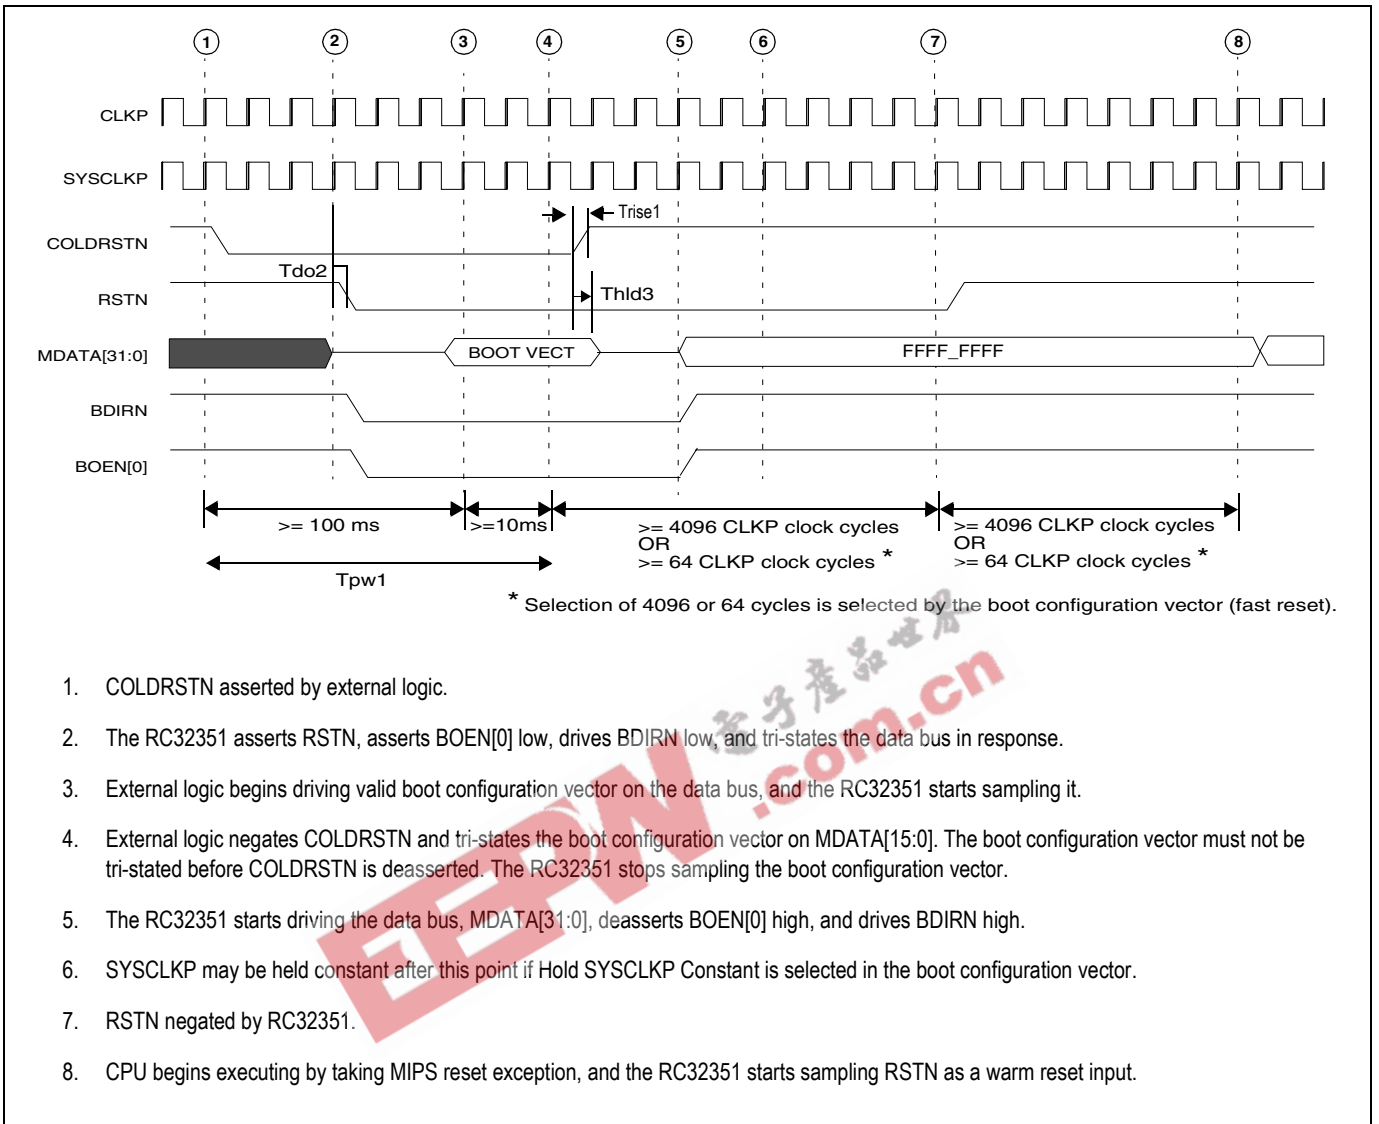 1 2 3 4 5 6 7 8
CLKP
SYSCLKP
Trise1
COLDRSTN
Tdo2
Thld3
RSTN
MDATA[31:0]
BOOT VECT
FFFF_FFFF
BDIRN
BOEN[0]
>= 100 ms
>=10ms
>= 4096 CLKP clock cycles
OR
>= 64 CLKP clock cycles *
>= 4096 CLKP clock cycles
OR
>= 64 CLKP clock cycles *
Tpw1
* Selection of 4096 or 64 cycles is selected by the boot configuration vector (fast reset).
1. COLDRSTN asserted by external logic.
2. The RC32351 asserts RSTN, asserts BOEN[0] low, drives BDIRN low, and tri-states the data bus in response.
3. External logic begins driving valid boot configuration vector on the data bus, and the RC32351 starts sampling it.
4. External logic negates COLDRSTN and tri-states the boot configuration vector on MDATA[15:0]. The boot configuration vector must not be
tri-stated before COLDRSTN is deasserted. The RC32351 stops sampling the boot configuration vector.
5. The RC32351 starts driving the data bus, MDATA[31:0], deasserts BOEN[0] high, and drives BDIRN high.
6. SYSCLKP may be held constant after this point if Hold SYSCLKP Constant is selected in the boot configuration vector.
7. RSTN negated by RC32351.
8. CPU begins executing by taking MIPS reset exception, and the RC32351 starts sampling RSTN as a warm reset input.
EEPW
.com.cn
電子產品世界